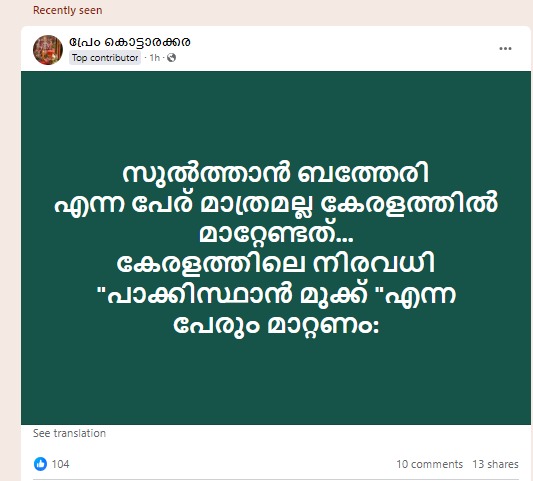 Recently seen
പ്രേം കൊട്ടാരക്കര
Top contributor · 1h ·
സുൽത്താൻ ബത്തേരി
എന്ന പേര് മാത്രമല്ല കേരളത്തിൽ
മാറ്റേണ്ടത്...
കേരളത്തിലെ നിരവധി
"പാക്കിസ്ഥാൻ മുക്ക് "എന്ന
പേരും മാറ്റണം:
See translation
104
10 comments 13 shares